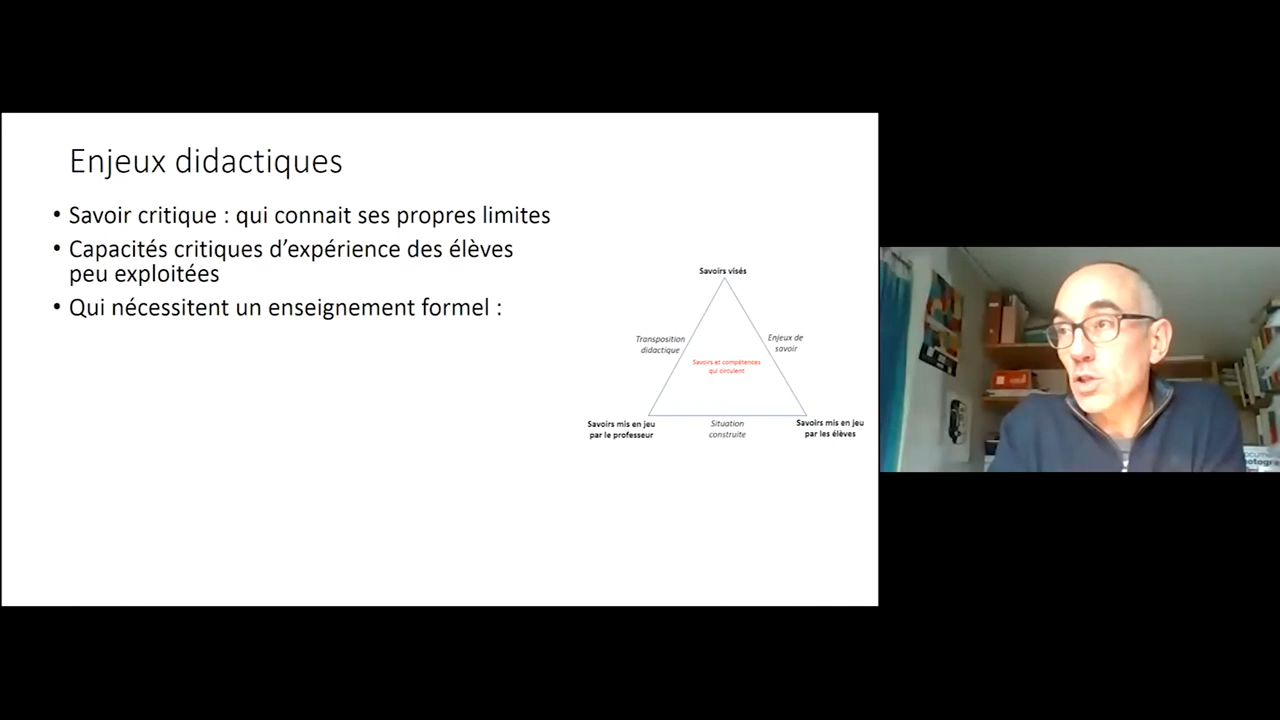 Enjeux didactiques
• Savoir critique : qui connait ses propres limites
• Capacités critiques d'expérience des élèves
peu exploitées
• Qui nécessitent un enseignement formel :
Savoirs visés
Transposition
didactique
Enjeux de
savoir
Savoirs et compétences
qui circulent
Savoirs mis en jeu
par le professeur
Situation
construite
Savoirs mis en jeu
par les élèves